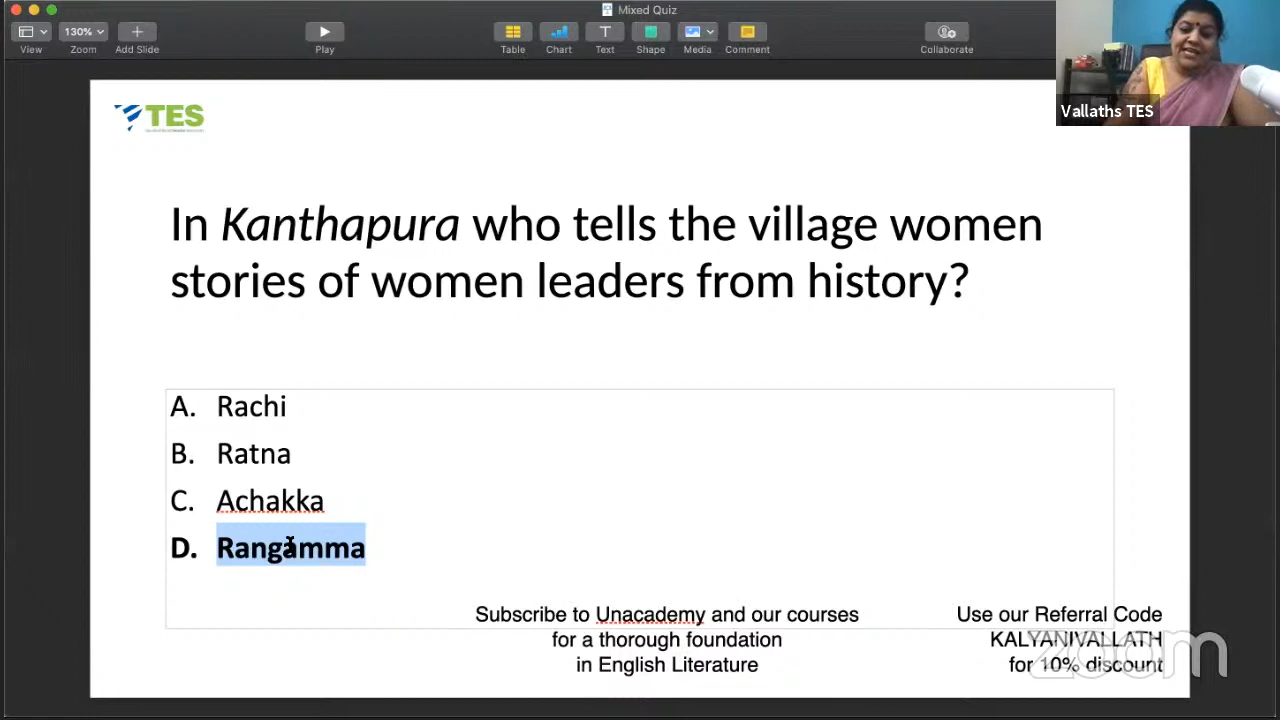 Mixed Quiz
130%
View
Zoom
Add Slide
Play
Table
Chart
Text
Shape
Media
Comment
Collaborate
Vallaths TES
TES
In Kanthapura who tells the village women
stories of women leaders from history?
A. Rachi
B. Ratna
C. Achakka
D. Rangamma
Subscribe to Unacademy and our courses
for a thorough foundation
in English Literature
Use our Referral Code
KALYANIVALLATH
for 10% discount
zoom